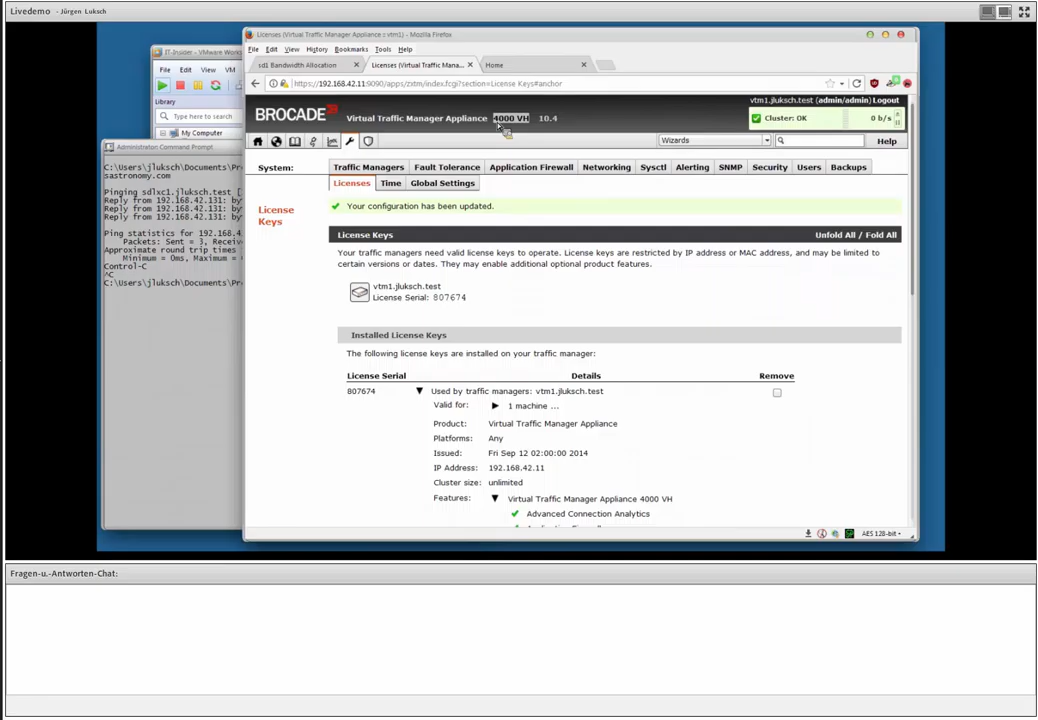 Livedemo - Jürgen Luksch
IT-Insider - VMware Works
File Edit View VM
Library
Type here to search
My Computer
Administrator Command Prompt
C:\Users\jluksch\Documents\Pr
sastronomy.com
Pinging sdlxc1.jluksch.test [
Reply from 192.168.42.131: by
Reply from 192.168.42.131: by
Reply from 192.168.42.131: by
Ping statistics for 192.168.4
Packets: Sent = 3, Receiv
Approximate round trip times
Minimum = 0ms, Maximum =
Control-C
^C
C:\Users\jluksch\Documents\Pr
Licenses (Virtual Traffic Manager Appliance :: vtm1) - Mozilla Firefox
File Edit View History Bookmarks Tools Help
sd1 Bandwidth Allocation
Licenses (Virtual Traffic Mana...
Home
https://192.168.42.11:9090/apps/zxtm/index.fcgi?section=License Keys#anchor
BROCADE Virtual Traffic Manager Appliance 4000 VH 10.4
vtm1.jluksch.test (admin/admin) Logout
Cluster: OK 0 b/s
Wizards
Help
System: Traffic Managers Fault Tolerance Application Firewall Networking Sysctl Alerting SNMP Security Users Backups
Licenses Time Global Settings
License Keys
Your configuration has been updated.
License Keys Unfold All / Fold All
Your traffic managers need valid license keys to operate. License keys are restricted by IP address or MAC address, and may be limited to
certain versions or dates. They may enable additional optional product features.
vtm1.jluksch.test
License Serial: 807674
Installed License Keys
The following license keys are installed on your traffic manager:
License Serial Details Remove
807674 Used by traffic managers: vtm1.jluksch.test
Valid for: 1 machine ...
Product: Virtual Traffic Manager Appliance
Platforms: Any
Issued: Fri Sep 12 02:00:00 2014
IP Address: 192.168.42.11
Cluster size: unlimited
Features: Virtual Traffic Manager Appliance 4000 VH
Advanced Connection Analytics
AES 128-bit
Fragen-u.-Antworten-Chat: